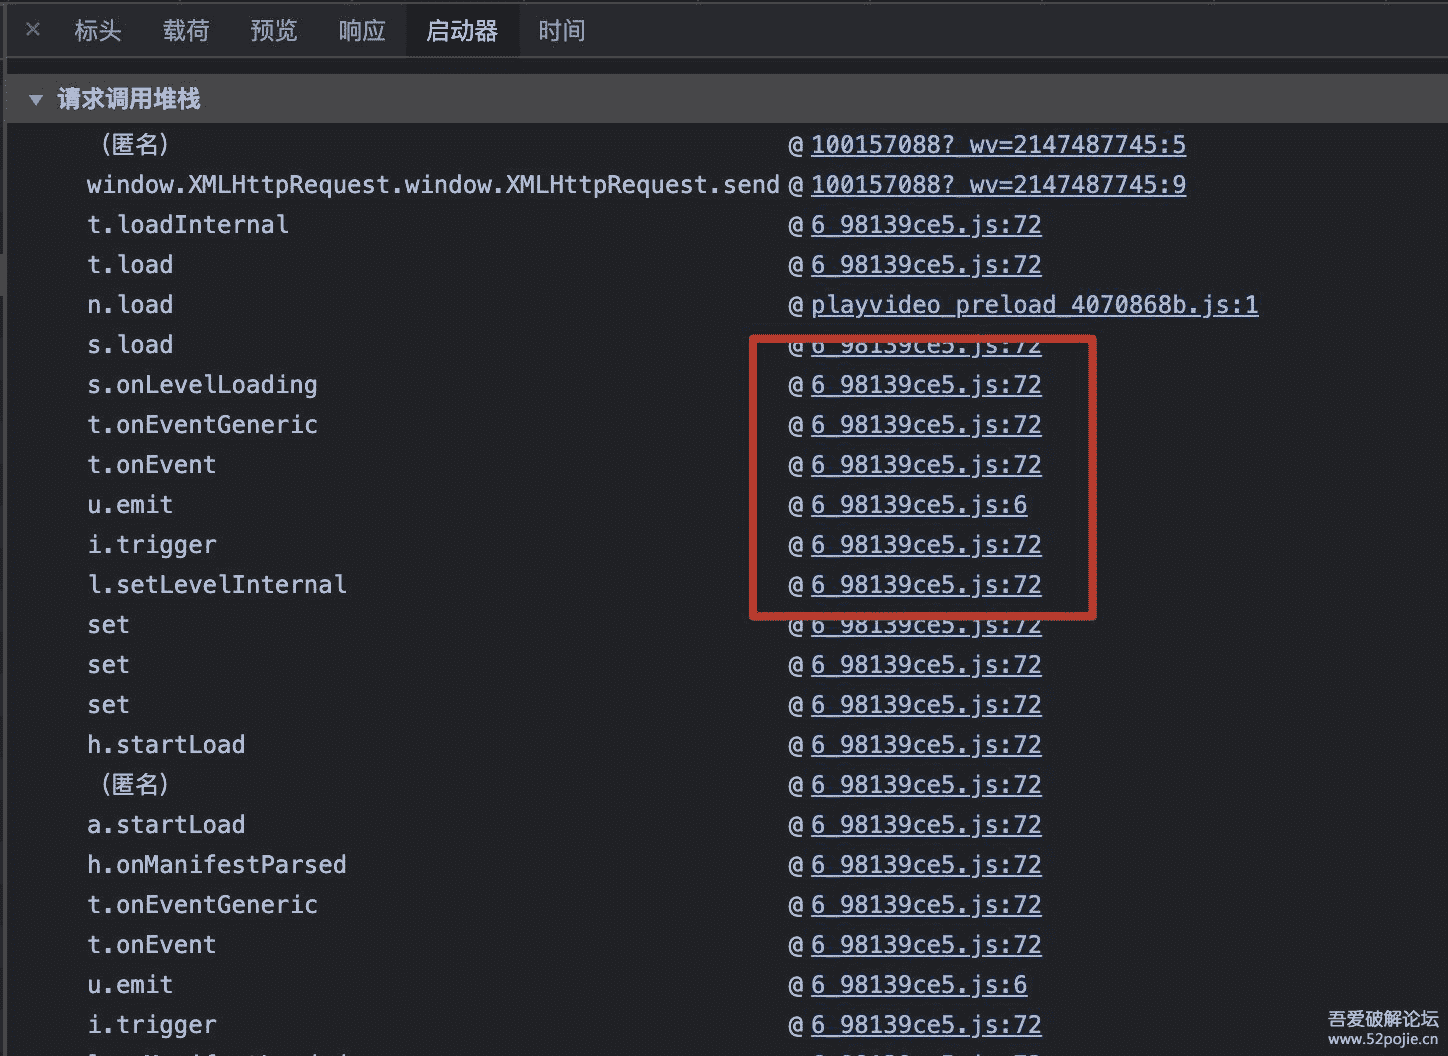 × 标头 载荷 预览 响应 启动器 时间
▼ 请求调用堆栈
（匿名） @ 100157088?_wv=2147487745:5
window.XMLHttpRequest.window.XMLHttpRequest.send @ 100157088?_wv=2147487745:9
t.loadInternal @ 6_98139ce5.js:72
t.load @ 6_98139ce5.js:72
n.load @ playvideo_preload_4070868b.js:1
s.load @ 6_98139ce5.js:72
s.onLevelLoading @ 6_98139ce5.js:72
t.onEventGeneric @ 6_98139ce5.js:72
t.onEvent @ 6_98139ce5.js:72
u.emit @ 6_98139ce5.js:6
i.trigger @ 6_98139ce5.js:72
l.setLevelInternal @ 6_98139ce5.js:72
set @ 6_98139ce5.js:72
set @ 6_98139ce5.js:72
set @ 6_98139ce5.js:72
h.startLoad @ 6_98139ce5.js:72
（匿名） @ 6_98139ce5.js:72
a.startLoad @ 6_98139ce5.js:72
h.onManifestParsed @ 6_98139ce5.js:72
t.onEventGeneric @ 6_98139ce5.js:72
t.onEvent @ 6_98139ce5.js:72
u.emit @ 6_98139ce5.js:6
i.trigger @ 6_98139ce5.js:72
吾爱破解论坛
www.52pojie.cn